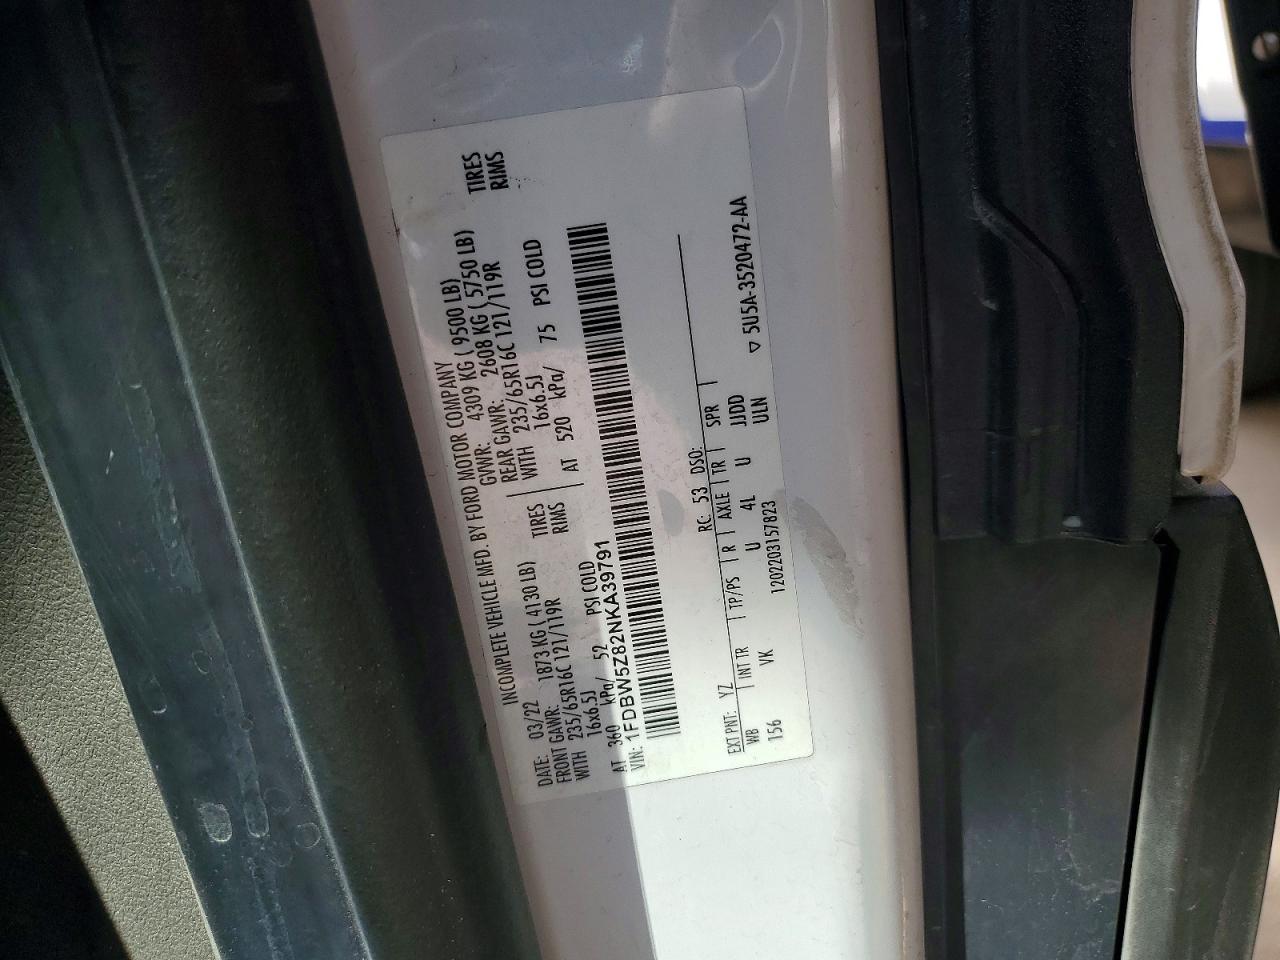 INCOMPLETE VEHICLE MFD. BY FORD MOTOR COMPANY
DATE: 03/22 GVWR: 4309 KG ( 9500 LB)
FRONT GAWR: 1873 KG ( 4130 LB) REAR GAWR: 2608 KG ( 5750 LB)
WITH 235/65R16C 121/119R TIRES WITH 235/65R16C 121/119R TIRES
16x6.5J RIMS 16x6.5J RIMS
AT 360 kPa/ 52 PSI COLD AT 520 kPa/ 75 PSI COLD
VIN: 1FDBW5Z82NKA39791
EXT PNT: YZ RC: 53 DSO:
WB INT TR TP/PS R AXLE TR SPR
156 VK U 4L U JJDD
ULN
120220315782​3
▽ 5U5A-3520472-AA